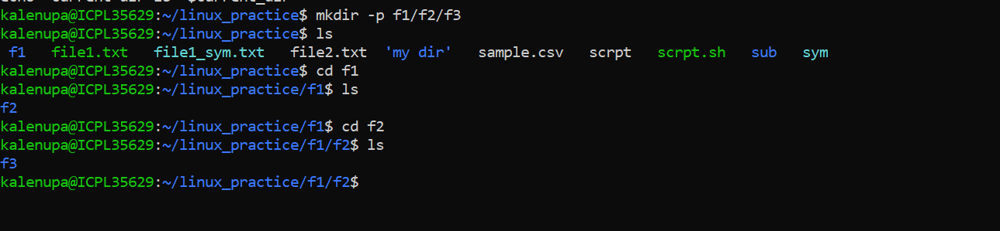 kalenupa@ICPL35629:~/linux_practice$ mkdir -p f1/f2/f3
kalenupa@ICPL35629:~/linux_practice$ ls
f1 file1.txt file1_sym.txt file2.txt 'my dir' sample.csv scrpt scrpt.sh sub sym
kalenupa@ICPL35629:~/linux_practice$ cd f1
kalenupa@ICPL35629:~/linux_practice/f1$ ls
f2
kalenupa@ICPL35629:~/linux_practice/f1$ cd f2
kalenupa@ICPL35629:~/linux_practice/f1/f2$ ls
f3
kalenupa@ICPL35629:~/linux_practice/f1/f2$